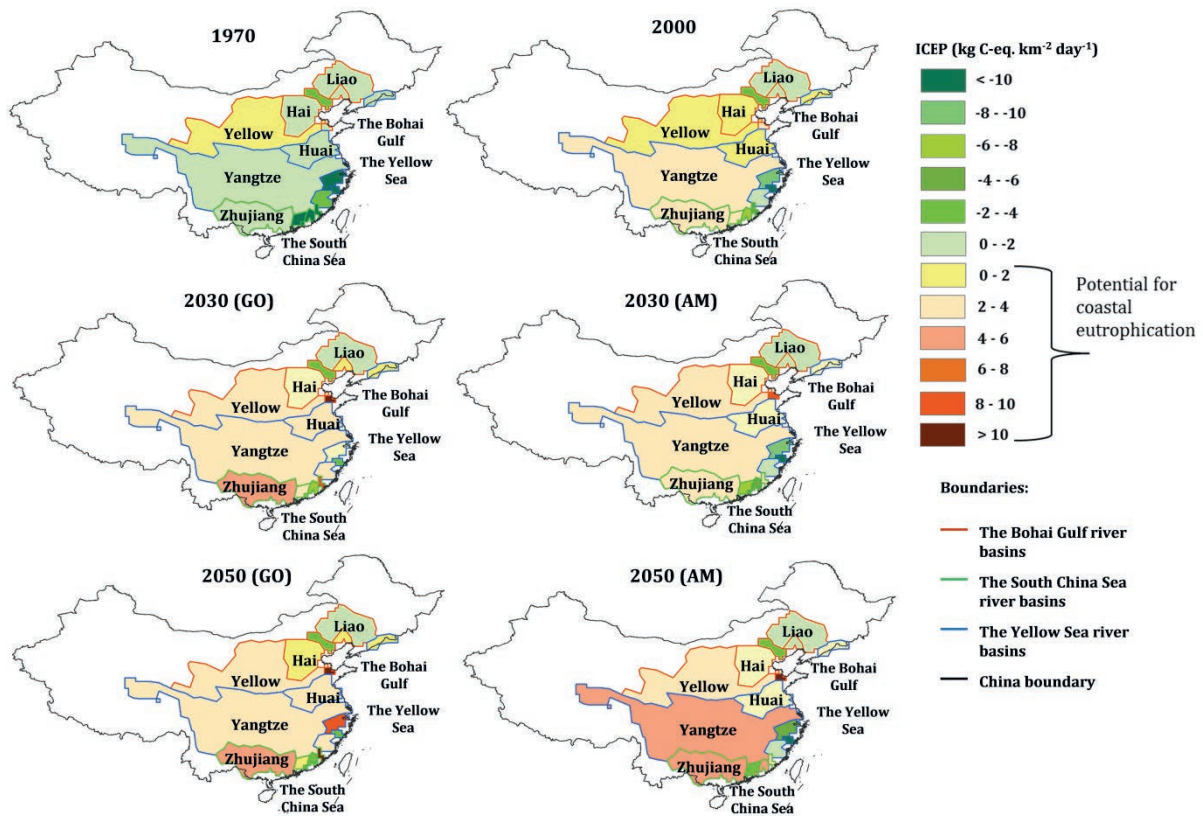 1970
Liao
Hai
The Bohai
Gulf
Yellow
Huai
The Yellow
Sea
Yangtze
Zhujiang
The South
China Sea
2000
Liao
Hai
The Bohai
Gulf
Yellow
Huai
The Yellow
Sea
Yangtze
Zhujiang
The South
China Sea
2030 (GO)
Liao
Hai
The Bohai
Gulf
Yellow
Huai
The Yellow
Sea
Yangtze
Zhujiang
The South
China Sea
2030 (AM)
Liao
Hai
The Bohai
Gulf
Yellow
Huai
The Yellow
Sea
Yangtze
Zhujiang
The South
China Sea
2050 (GO)
Liao
Hai
The Bohai
Gulf
Yellow
Huai
The Yellow
Sea
Yangtze
Zhujiang
The South
China Sea
2050 (AM)
Liao
Hai
The Bohai
Gulf
Yellow
Huai
The Yellow
Sea
Yangtze
Zhujiang
The South
China Sea
ICEP (kg C-eq. km-2 day-1)
< -10
-8 - -10
-6 - -8
-4 - -6
-2 - -4
0 - -2
0 - 2
2 - 4
4 - 6
6 - 8
8 - 10
> 10
Potential for
coastal
eutrophication
Boundaries:
The Bohai Gulf river
basins
The South China Sea
river basins
The Yellow Sea river
basins
China boundary